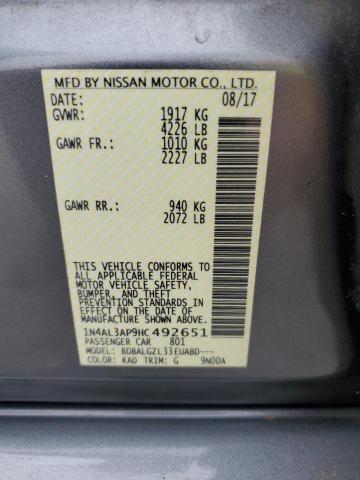 MFD BY NISSAN MOTOR CO., LTD.
DATE: 08/17
GVWR: 1917 KG
4226 LB
GAWR FR.: 1010 KG
2227 LB
GAWR RR.: 940 KG
2072 LB
THIS VEHICLE CONFORMS TO
ALL APPLICABLE FEDERAL
MOTOR VEHICLE SAFETY,
BUMPER, AND THEFT
PREVENTION STANDARDS IN
EFFECT ON THE DATE OF
MANUFACTURE SHOWN ABOVE.
1N4AL3AP9HC492651
PASSENGER CAR 801
MODEL: BDBALGZL33EUABD---
COLOR: KAD TRIM: G 9N00A